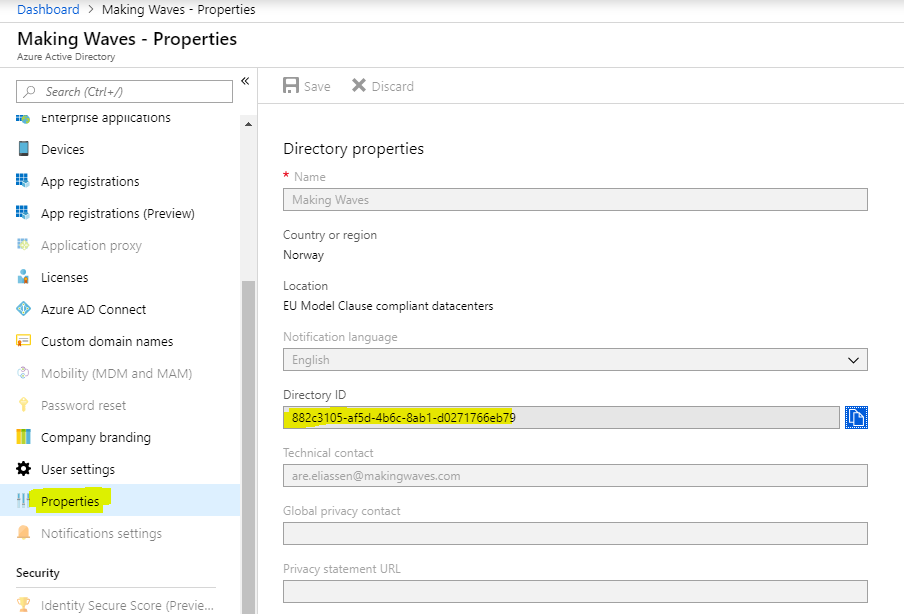 Dashboard > Making Waves - Properties
Making Waves - Properties
Azure Active Directory
Search (Ctrl+/)
«
Enterprise applications
Devices
App registrations
App registrations (Preview)
Application proxy
Licenses
Azure AD Connect
Custom domain names
Mobility (MDM and MAM)
Password reset
Company branding
User settings
Properties
Notifications settings
Security
Identity Secure Score (Previe...
Save Discard
Directory properties
* Name
Making Waves
Country or region
Norway
Location
EU Model Clause compliant datacenters
Notification language
English
Directory ID
882c3105-af5d-4b6c-8ab1-d0271766eb79
Technical contact
are.eliassen@makingwaves.com
Global privacy contact
Privacy statement URL